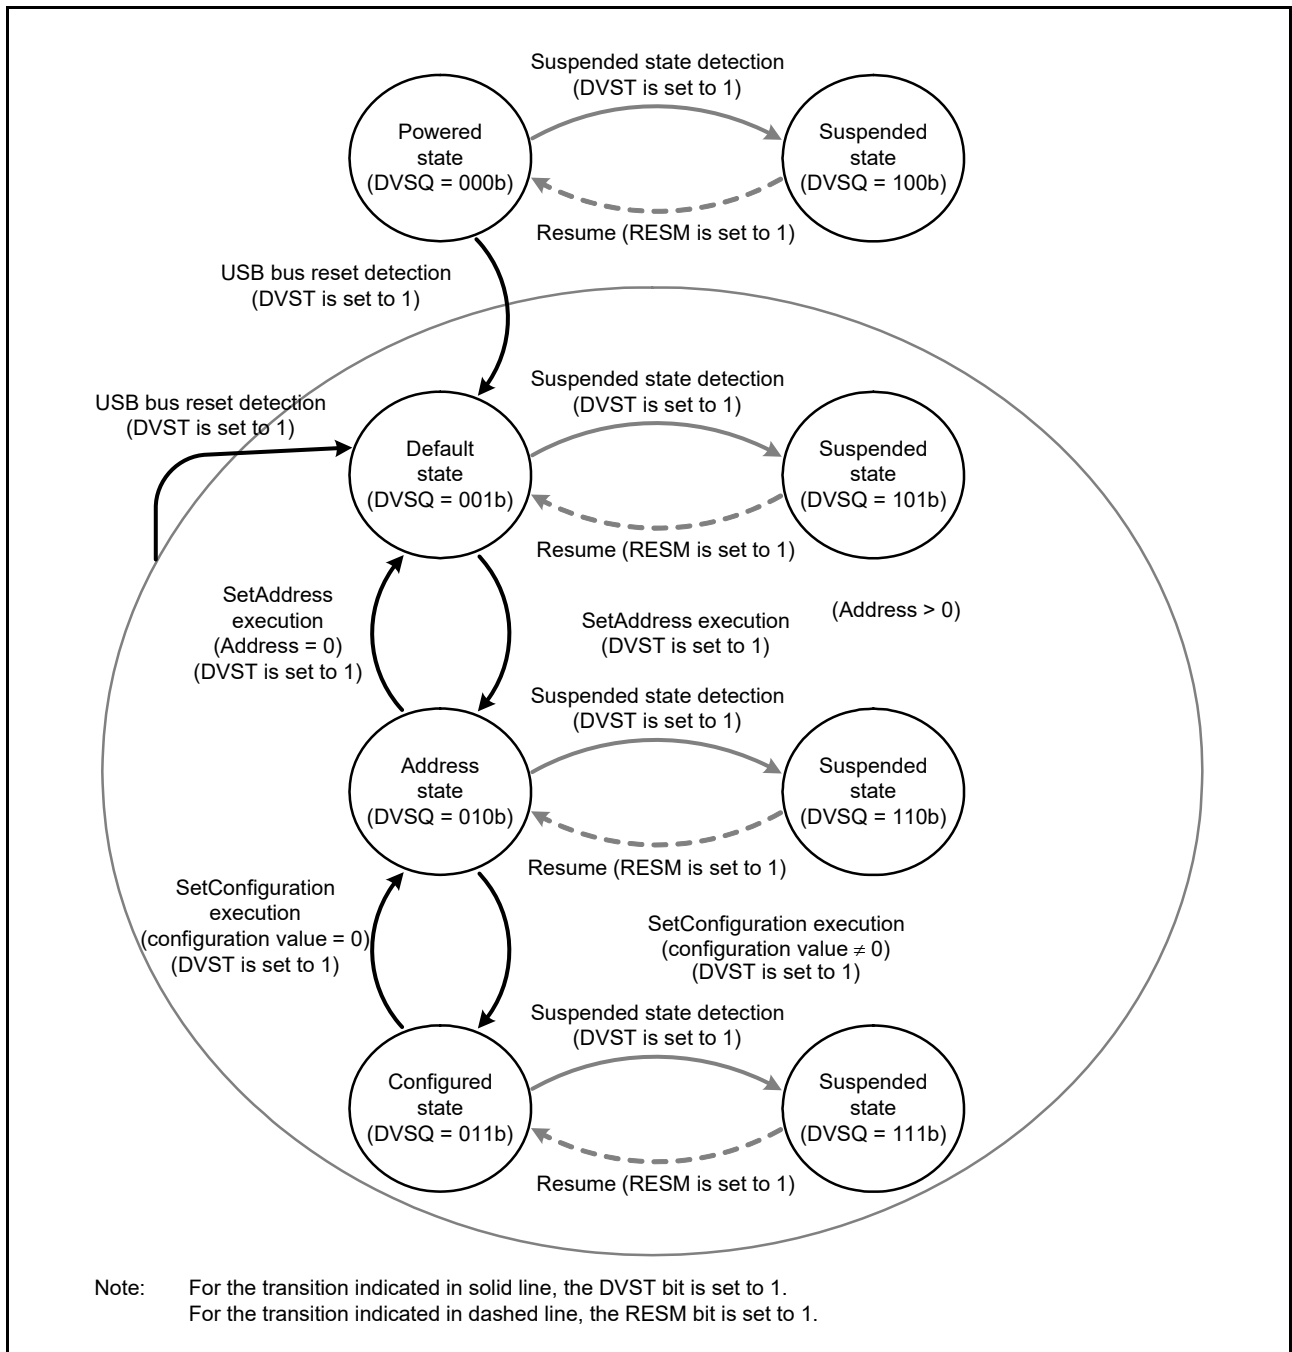 Suspended state detection
(DVST is set to 1)
Powered
state
(DVSQ = 000b)
Suspended
state
(DVSQ = 100b)
Resume (RESM is set to 1)
USB bus reset detection
(DVST is set to 1)
Suspended state detection
(DVST is set to 1)
USB bus reset detection
(DVST is set to 1)
Default
state
(DVSQ = 001b)
Suspended
state
(DVSQ = 101b)
Resume (RESM is set to 1)
SetAddress
execution
(Address = 0)
(DVST is set to 1)
SetAddress execution
(DVST is set to 1)
(Address > 0)
Suspended state detection
(DVST is set to 1)
Address
state
(DVSQ = 010b)
Suspended
state
(DVSQ = 110b)
Resume (RESM is set to 1)
SetConfiguration
execution
(configuration value = 0)
(DVST is set to 1)
SetConfiguration execution
(configuration value ≠ 0)
(DVST is set to 1)
Suspended state detection
(DVST is set to 1)
Configured
state
(DVSQ = 011b)
Suspended
state
(DVSQ = 111b)
Resume (RESM is set to 1)
Note: For the transition indicated in solid line, the DVST bit is set to 1.
For the transition indicated in dashed line, the RESM bit is set to 1.